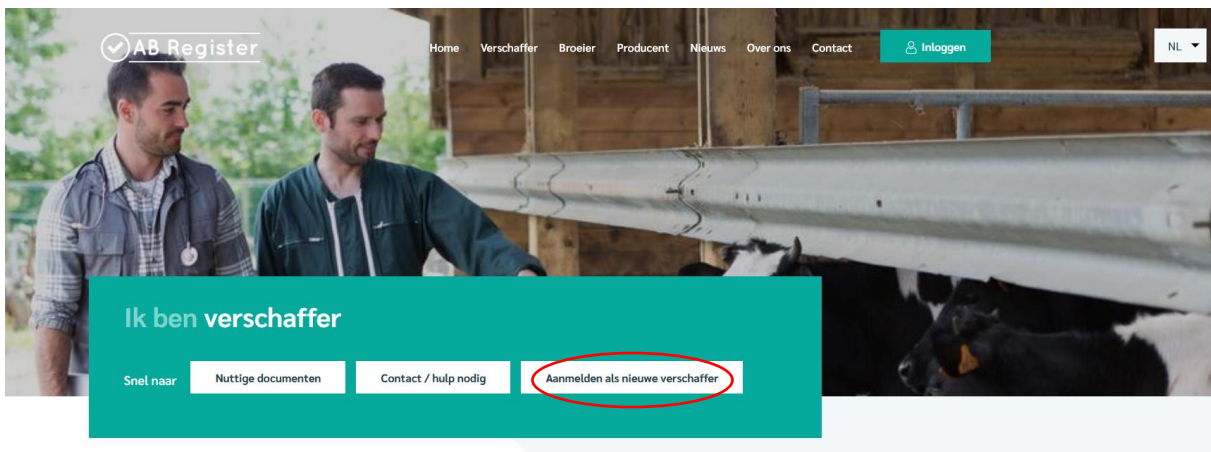 AB Register
Home Verschaffer Broeier Producent Nieuws Over ons Contact Inloggen NL
Ik ben verschaffer
Snel naar Nuttige documenten Contact / hulp nodig Aanmelden als nieuwe verschaffer